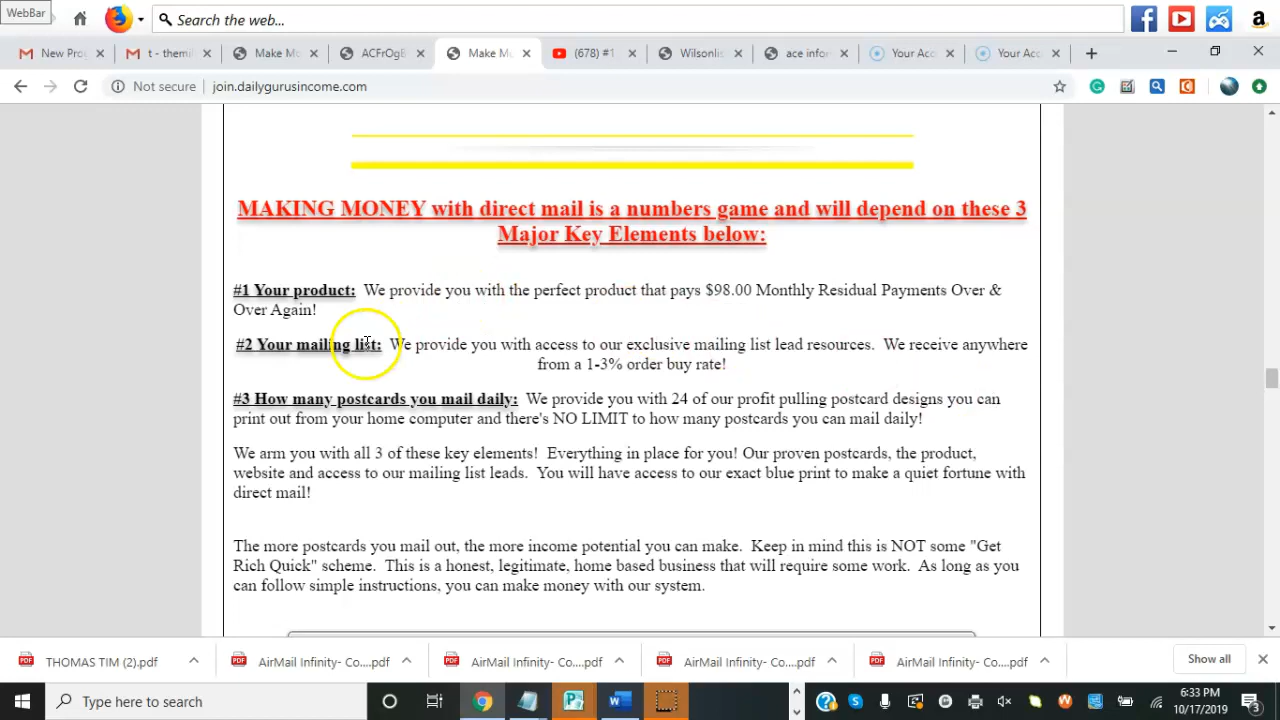 WebBar
Search the web...
New Pro
t - themu
Make Mo
ACFrOgB
Make Mo
(678) #1
Wilsonlis
ace infor
Your Acc
Your Acc
Not secure
join.dailygurusincome.com
MAKING MONEY with direct mail is a numbers game and will depend on these 3
Major Key Elements below:
#1 Your product: We provide you with the perfect product that pays $98.00 Monthly Residual Payments Over &
Over Again!
#2 Your mailing list: We provide you with access to our exclusive mailing list lead resources. We receive anywhere
from a 1-3% order buy rate!
#3 How many postcards you mail daily: We provide you with 24 of our profit pulling postcard designs you can
print out from your home computer and there's NO LIMIT to how many postcards you can mail daily!
We arm you with all 3 of these key elements! Everything in place for you! Our proven postcards, the product,
website and access to our mailing list leads. You will have access to our exact blue print to make a quiet fortune with
direct mail!
The more postcards you mail out, the more income potential you can make. Keep in mind this is NOT some "Get
Rich Quick" scheme. This is a honest, legitimate, home based business that will require some work. As long as you
can follow simple instructions, you can make money with our system.
THOMAS TIM (2).pdf
AirMail Infinity- Co....pdf
AirMail Infinity- Co....pdf
AirMail Infinity- Co....pdf
AirMail Infinity- Co....pdf
Show all
Type here to search
6:33 PM
10/17/2019
3